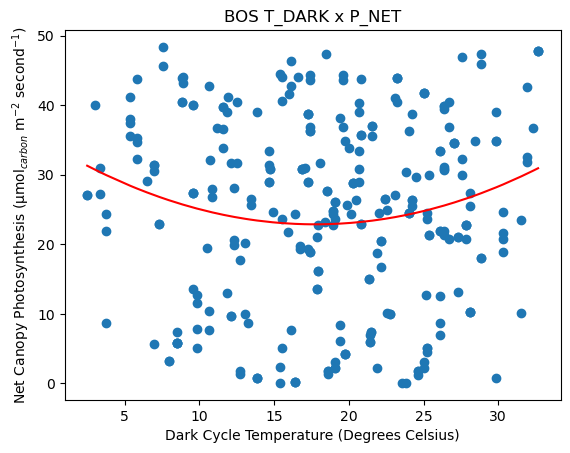 BOS T_DARK x P_NET
Net Canopy Photosynthesis (μmol_carbon m⁻² second⁻¹)
50
40
30
20
10
0
5 10 15 20 25 30
Dark Cycle Temperature (Degrees Celsius)